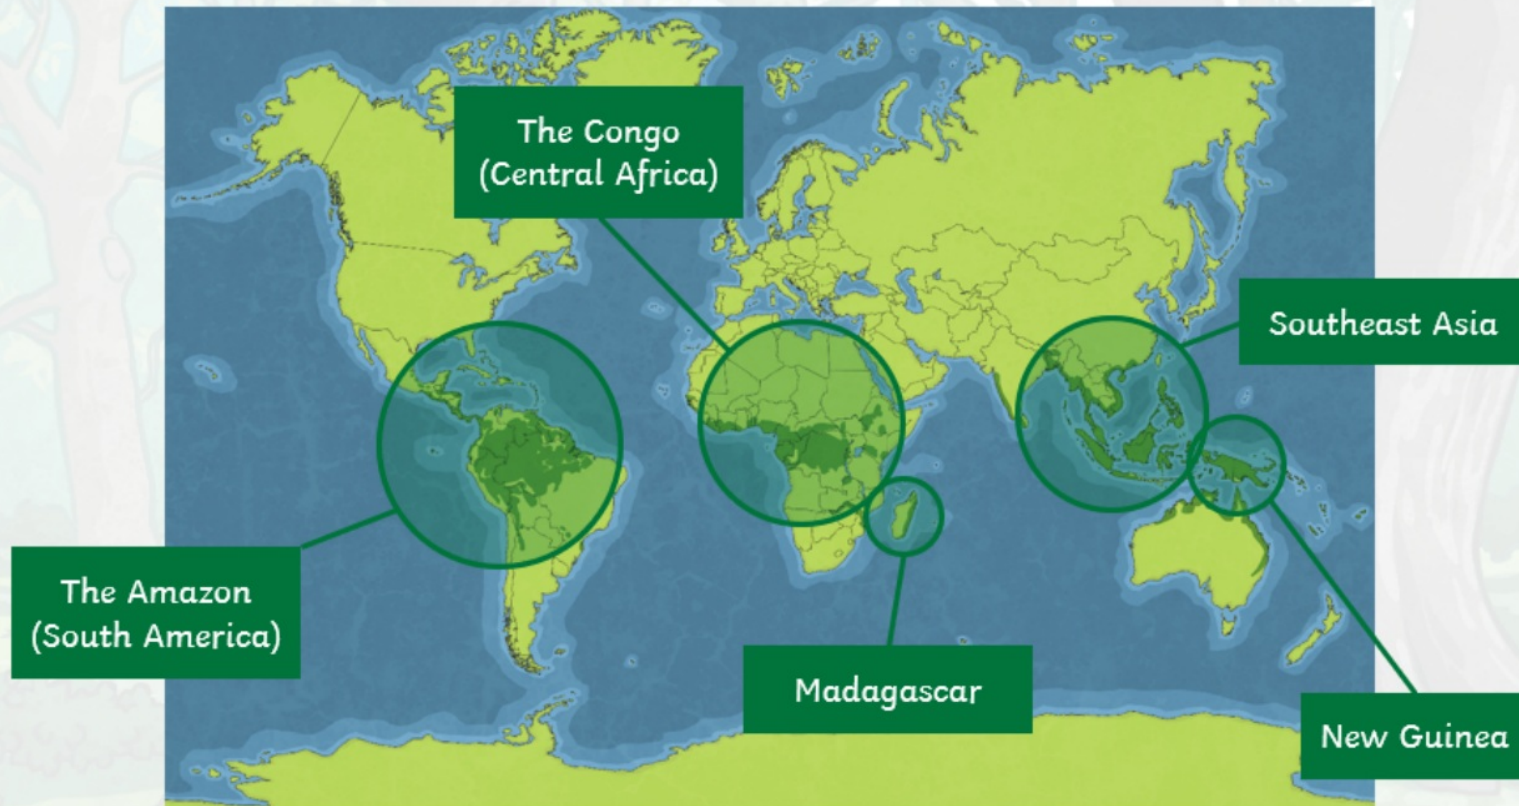 The Congo
(Central Africa)
Southeast Asia
The Amazon
(South America)
Madagascar
New Guinea